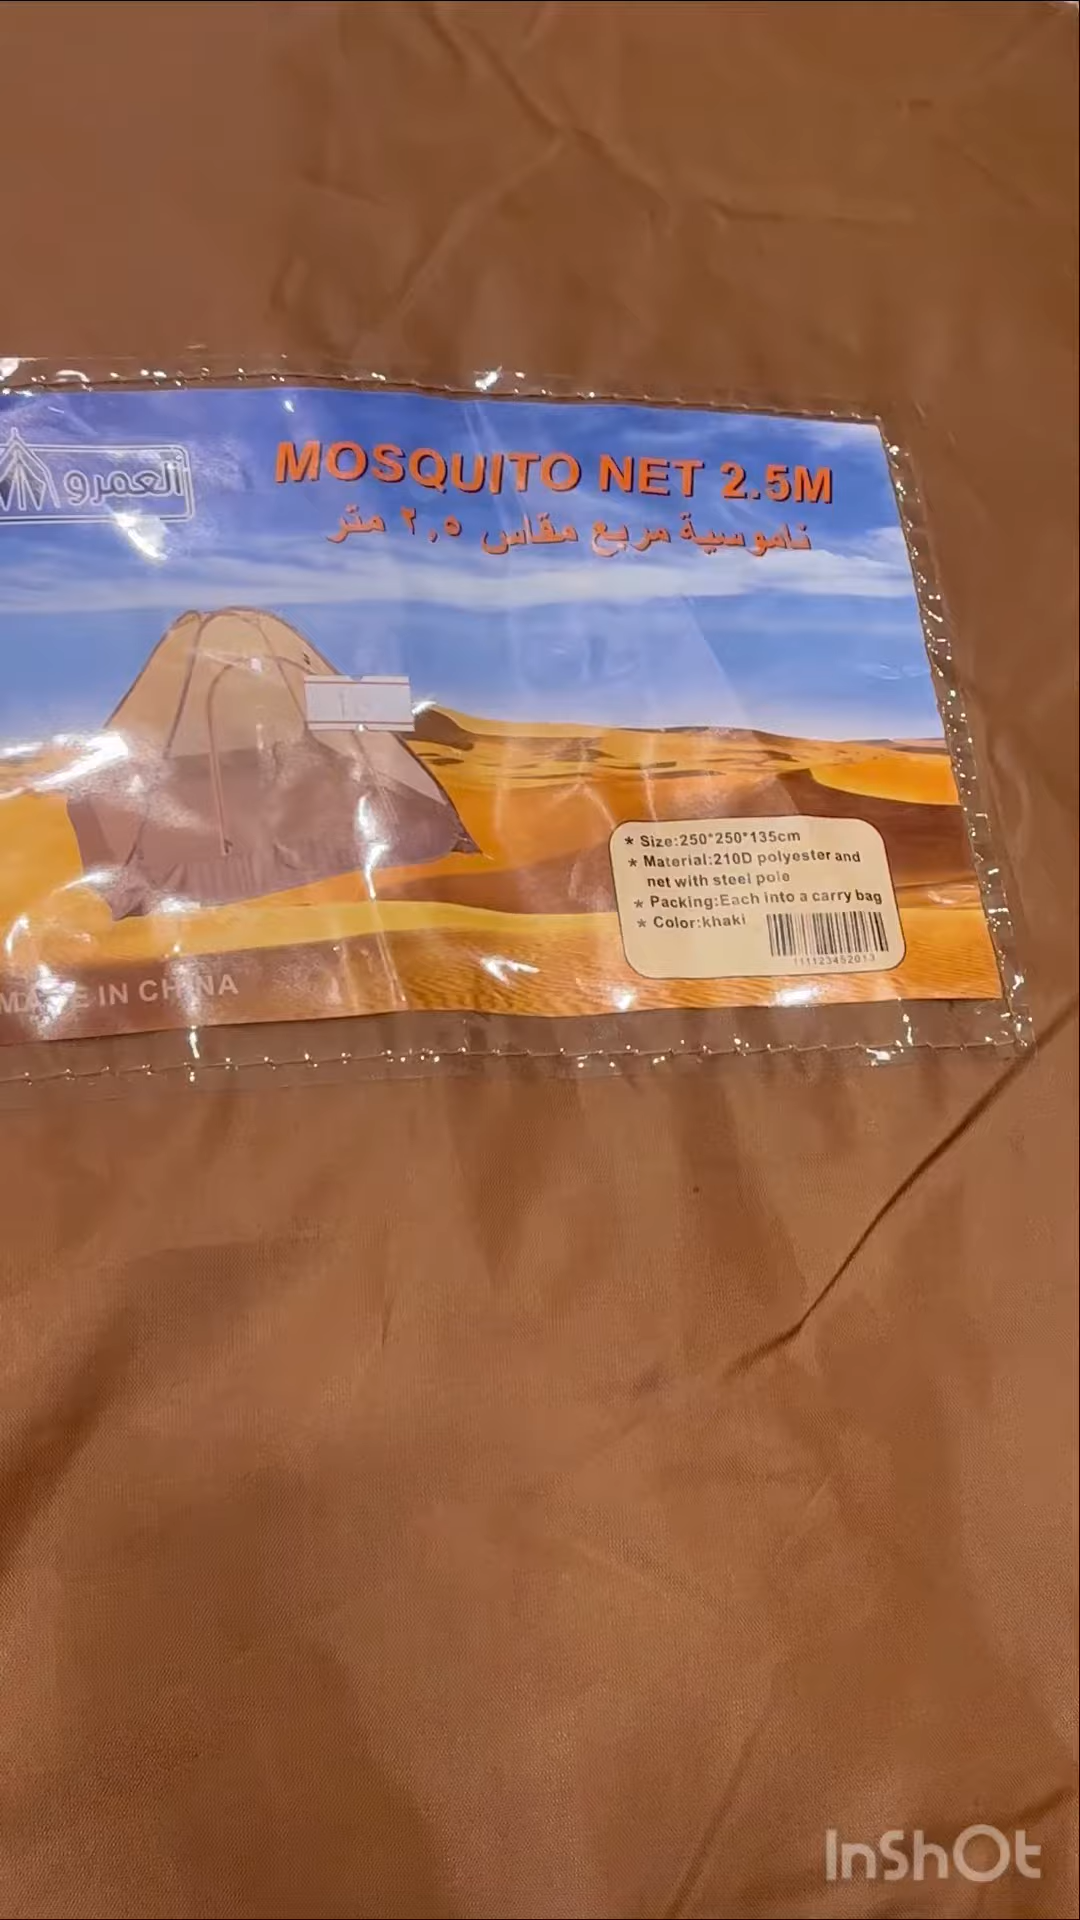 العمرو
MOSQUITO NET 2.5M
ناموسية مربع مقاس ٢,٥ متر
* Size:250*250*135cm
* Material:210D polyester and
net with steel pole
* Packing:Each into a carry bag
* Color:khaki
111123452013
MADE IN CHINA
InShOt